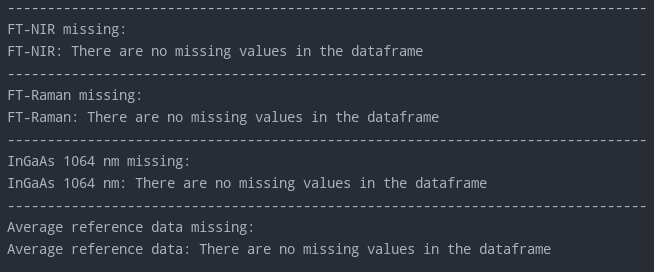 --------------------------------------------------------------------------------
FT-NIR missing:
FT-NIR: There are no missing values in the dataframe
--------------------------------------------------------------------------------
FT-Raman missing:
FT-Raman: There are no missing values in the dataframe
--------------------------------------------------------------------------------
InGaAs 1064 nm missing:
InGaAs 1064 nm: There are no missing values in the dataframe
--------------------------------------------------------------------------------
Average reference data missing:
Average reference data: There are no missing values in the dataframe